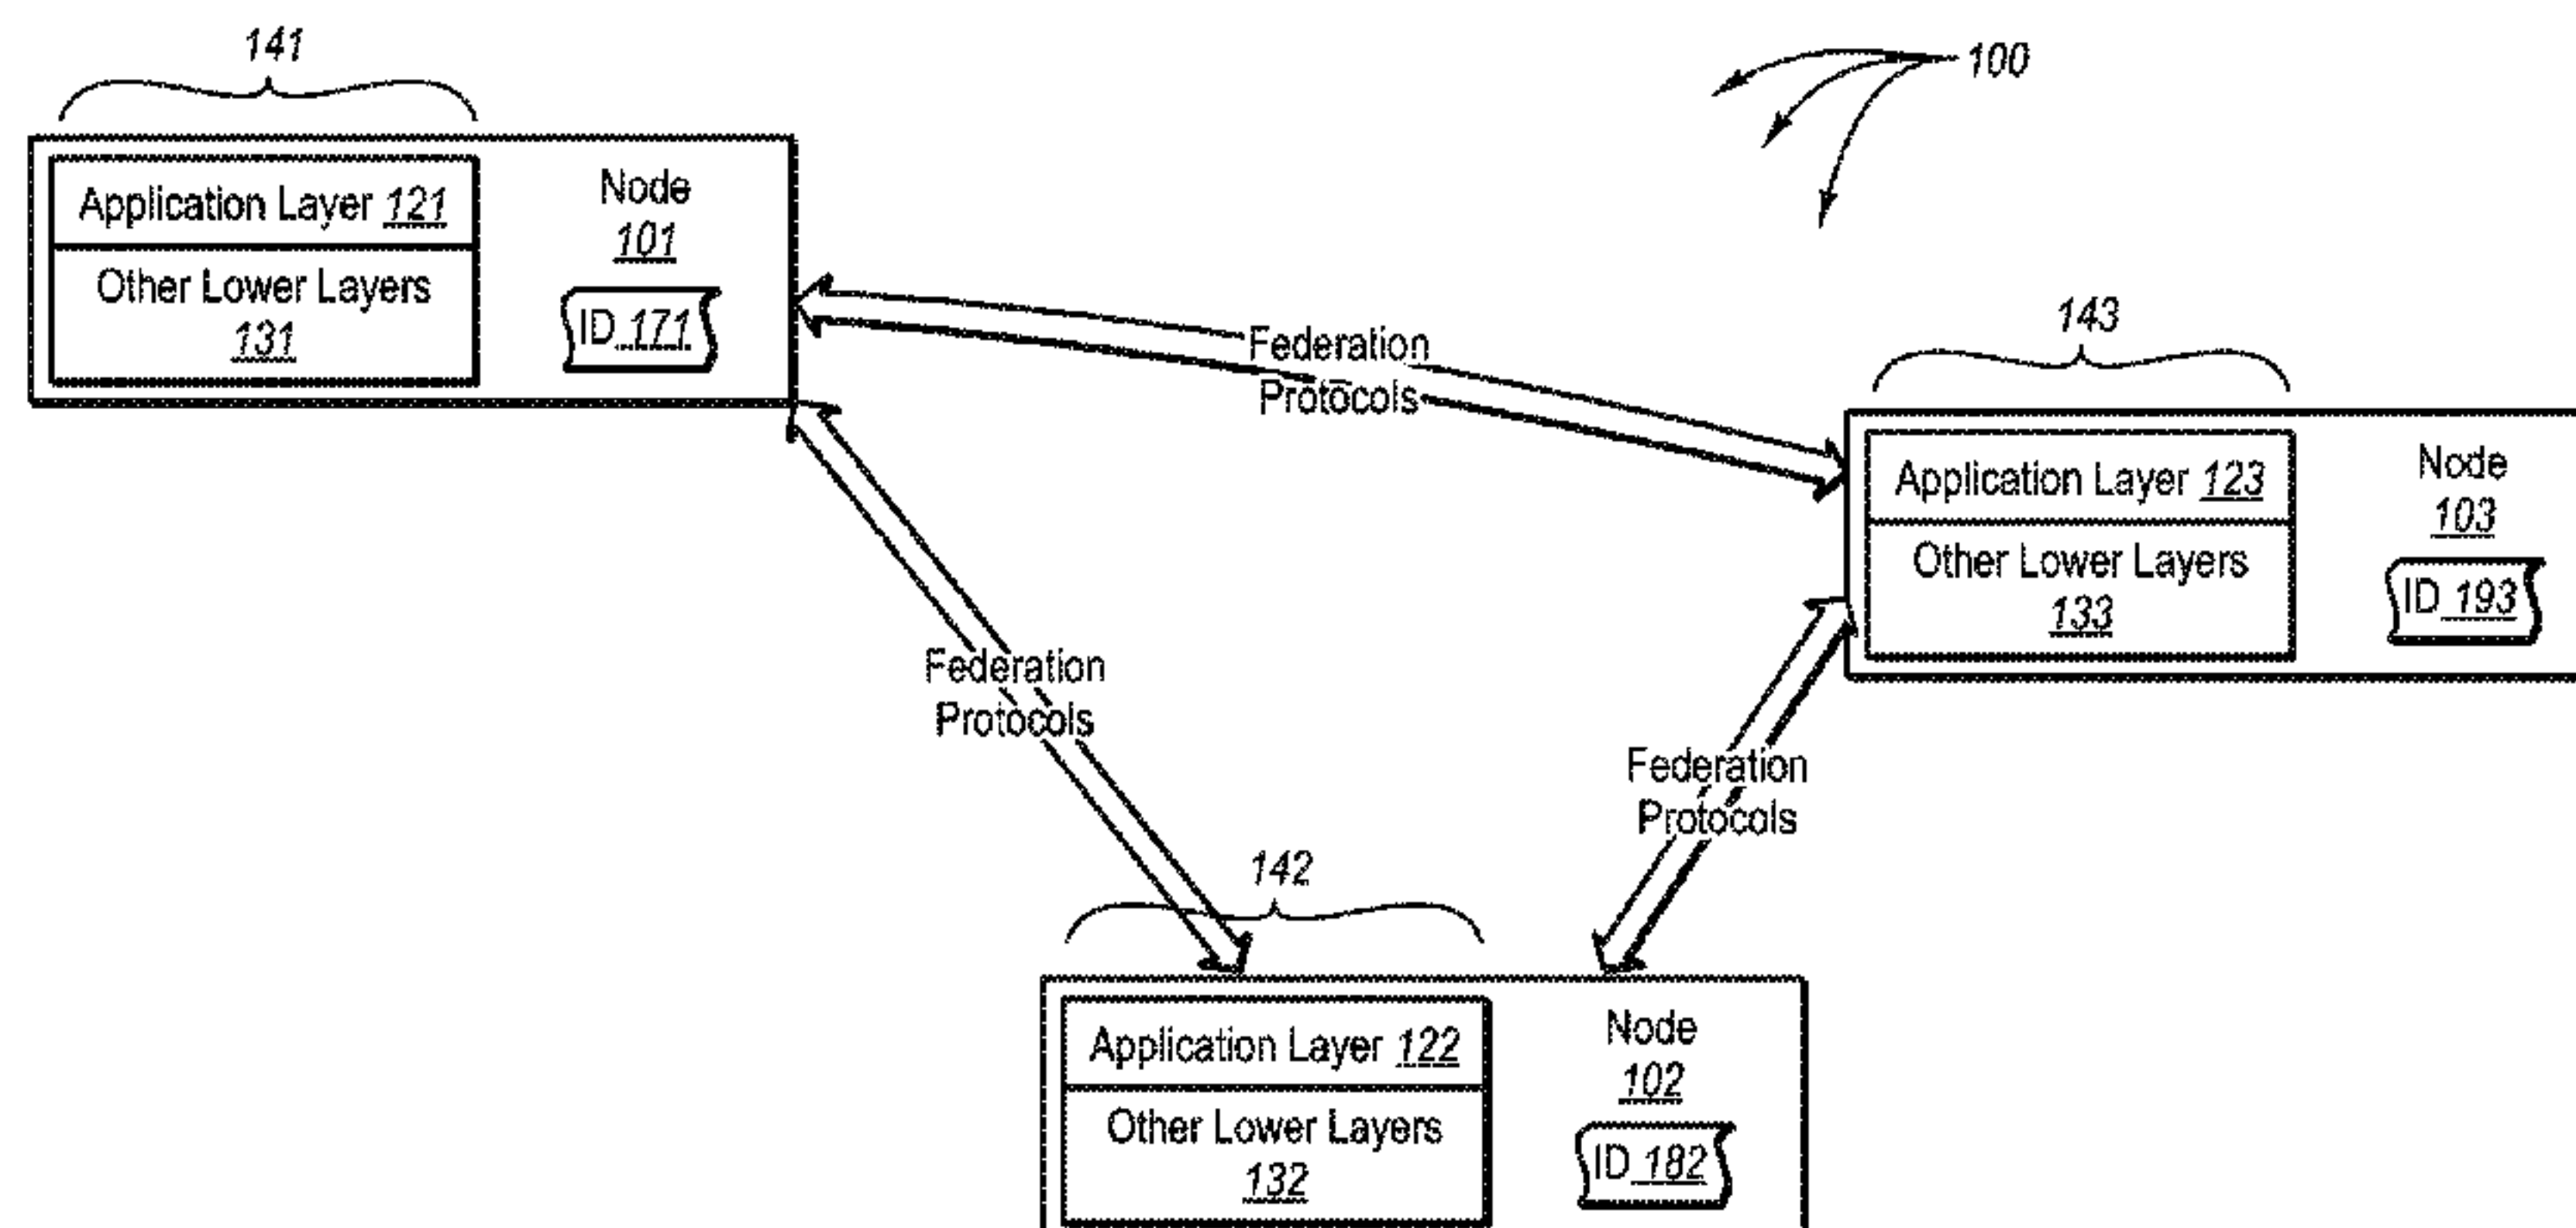 141
100
Application Layer 121
Other Lower Layers
131
Node
101
ID 171
Federation
Protocols
143
Application Layer 123
Other Lower Layers
133
Node
103
ID 193
Federation
Protocols
Federation
Protocols
142
Application Layer 122
Other Lower Layers
132
Node
102
ID 182